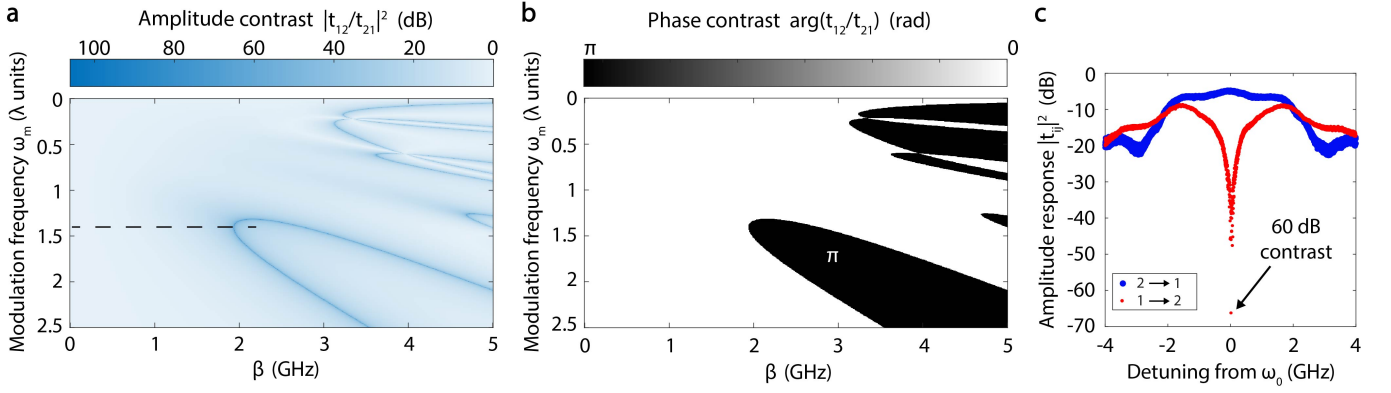 a
Amplitude contrast |t₁₂/t₂₁|² (dB)
100 80 60 40 20 0
Modulation frequency ωₘ (λ units)
0
0.5
1
1.5
2
2.5
0 1 2 3 4 5
β (GHz)
b
Phase contrast arg(t₁₂/t₂₁) (rad)
π 0
Modulation frequency ωₘ (λ units)
0
0.5
1
1.5
2
2.5
π
0 1 2 3 4 5
β (GHz)
c
Amplitude response |tᵢⱼ|² (dB)
0
-10
-20
-30
-40
-50
-60
-70
60 dB
contrast
2 → 1
1 → 2
-4 -2 0 2 4
Detuning from ω₀ (GHz)